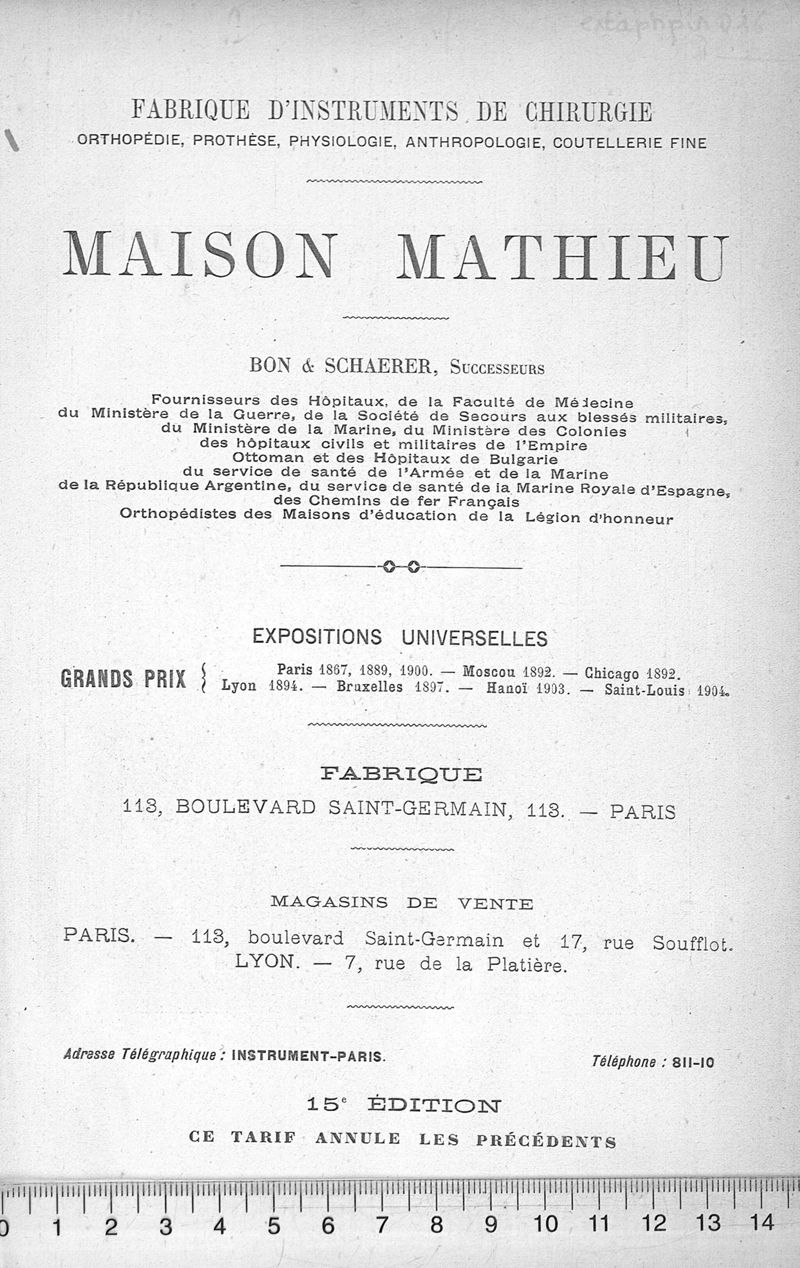 FABRIQUE D'INSTRUMENTS DE CHIRURGIE
ORTHOPÉDIE, PROTHÈSE, PHYSIOLOGIE, ANTHROPOLOGIE, COUTELLERIE FINE
MAISON MATHIEU
BON & SCHAERER, SUCCESSEURS
Fournisseurs des Hôpitaux, de la Faculté de Médecine
du Ministère de la Guerre, de la Société de Secours aux blessés militaires,
du Ministère de la Marine, du Ministère des Colonies
des hôpitaux civils et militaires de l'Empire
Ottoman et des Hôpitaux de Bulgarie
du service de santé de l'Armée et de la Marine
de la République Argentine, du service de santé de la Marine Royale d'Espagne,
des Chemins de fer Français
Orthopédistes des Maisons d'éducation de la Légion d'honneur
EXPOSITIONS UNIVERSELLES
GRANDS PRIX { Paris 1867, 1889, 1900. — Moscou 1892. — Chicago 1892.
Lyon 1894. — Bruxelles 1897. — Hanoï 1903. — Saint-Louis 1904.
FABRIQUE
113, BOULEVARD SAINT-GERMAIN, 113. — PARIS
MAGASINS DE VENTE
PARIS. — 113, boulevard Saint-Germain et 17, rue Soufflot.
LYON. — 7, rue de la Platière.
Adresse Télégraphique : INSTRUMENT-PARIS.
Téléphone : 811-10
15e ÉDITION
CE TARIF ANNULE LES PRÉCÉDENTS
0 1 2 3 4 5 6 7 8 9 10 11 12 13 14